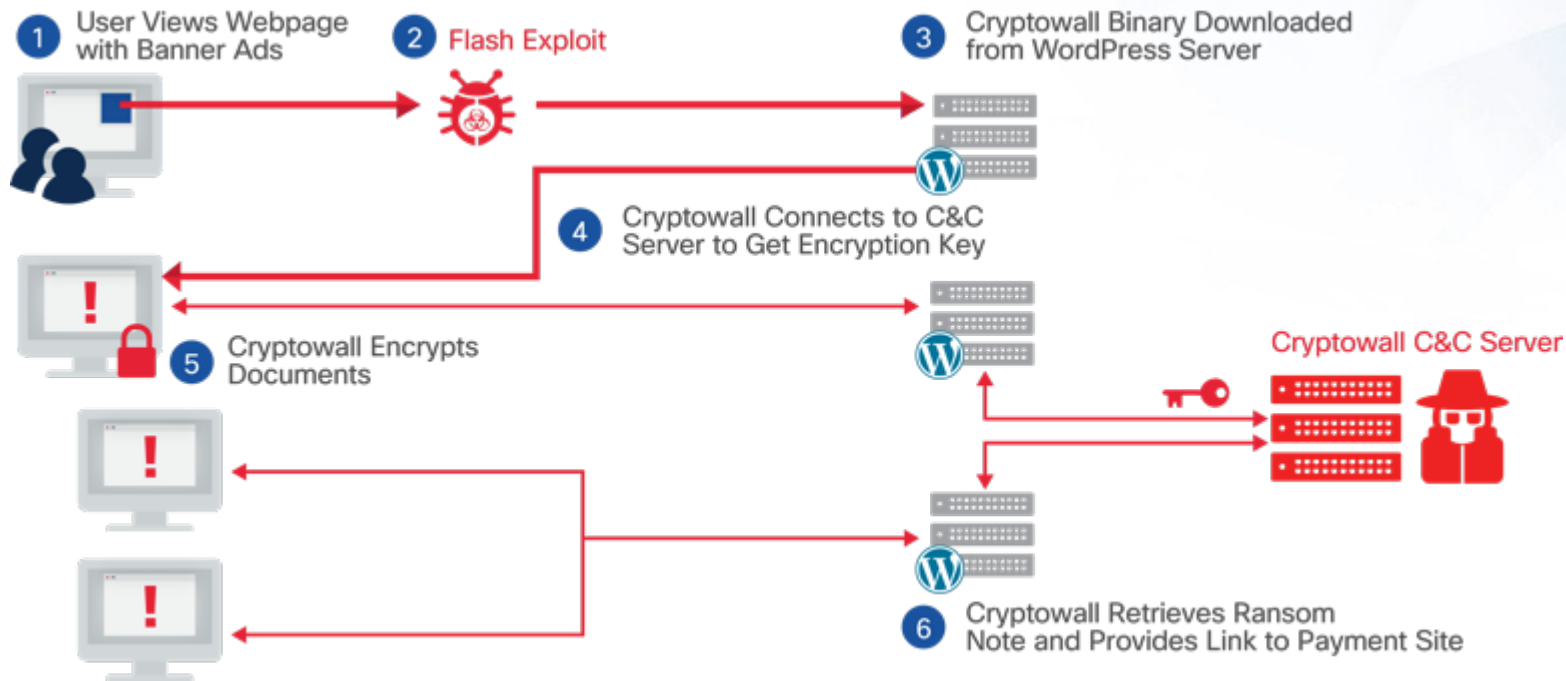 1
User Views Webpage
with Banner Ads
2
Flash Exploit
3
Cryptowall Binary Downloaded
from WordPress Server
4
Cryptowall Connects to C&C
Server to Get Encryption Key
5
Cryptowall Encrypts
Documents
Cryptowall C&C Server
6
Cryptowall Retrieves Ransom
Note and Provides Link to Payment Site